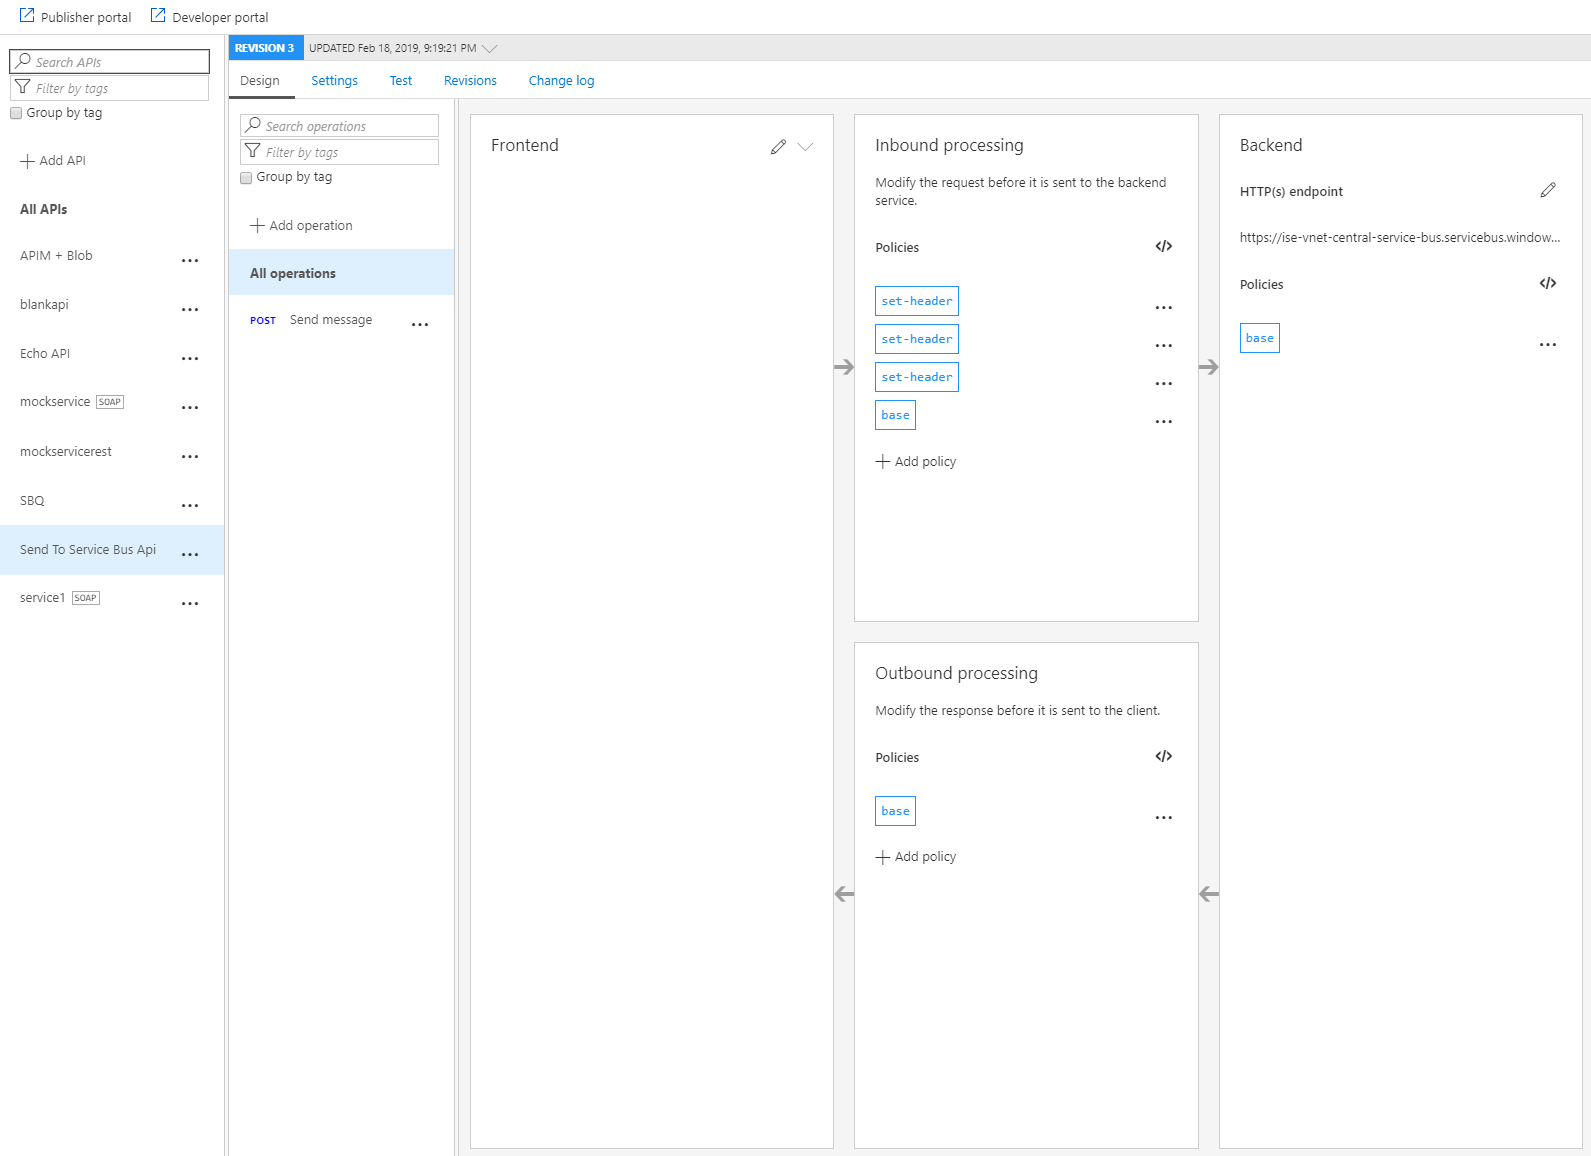 Publisher portal
Developer portal
Search APIs
Filter by tags
Group by tag
Add API
All APIs
APIM + Blob
blankapi
Echo API
mockservice SOAP
mockservicerest
SBQ
Send To Service Bus Api
service1 SOAP
REVISION 3 UPDATED Feb 18, 2019, 9:19:21 PM
Design Settings Test Revisions Change log
Search operations
Filter by tags
Group by tag
Add operation
All operations
POST Send message
Frontend
Inbound processing
Modify the request before it is sent to the backend
service.
Policies </>
set-header
set-header
set-header
base
Add policy
Outbound processing
Modify the response before it is sent to the client.
Policies </>
base
Add policy
Backend
HTTP(s) endpoint
https://ise-vnet-central-service-bus.servicebus.window...
Policies </>
base